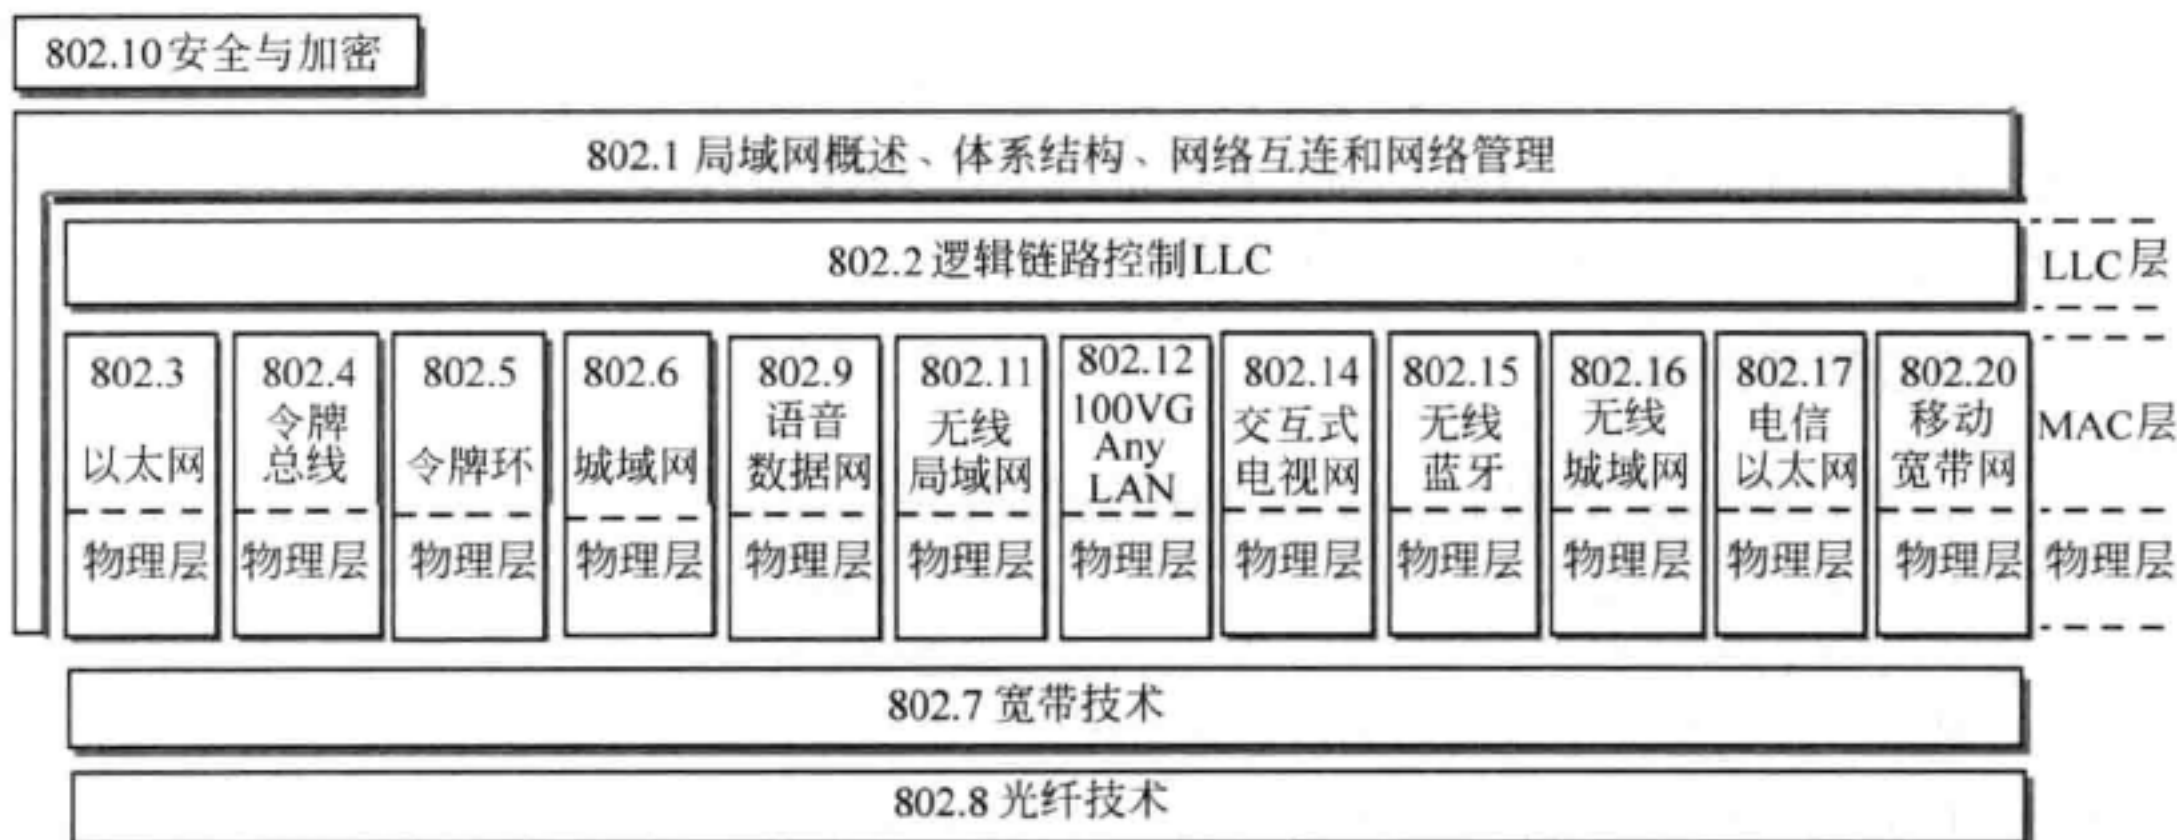 802.10安全与加密
802.1 局域网概述、体系结构、网络互连和网络管理
802.2逻辑链路控制LLC
LLC层
802.3
以太网
物理层
802.4
令牌
总线
物理层
802.5
令牌环
物理层
802.6
城域网
物理层
802.9
语音
数据网
物理层
802.11
无线
局域网
物理层
802.12
100VG
Any
LAN
物理层
802.14
交互式
电视网
物理层
802.15
无线
蓝牙
物理层
802.16
无线
城域网
物理层
802.17
电信
以太网
物理层
802.20
移动
宽带网
物理层
MAC层
物理层
802.7 宽带技术
802.8 光纤技术